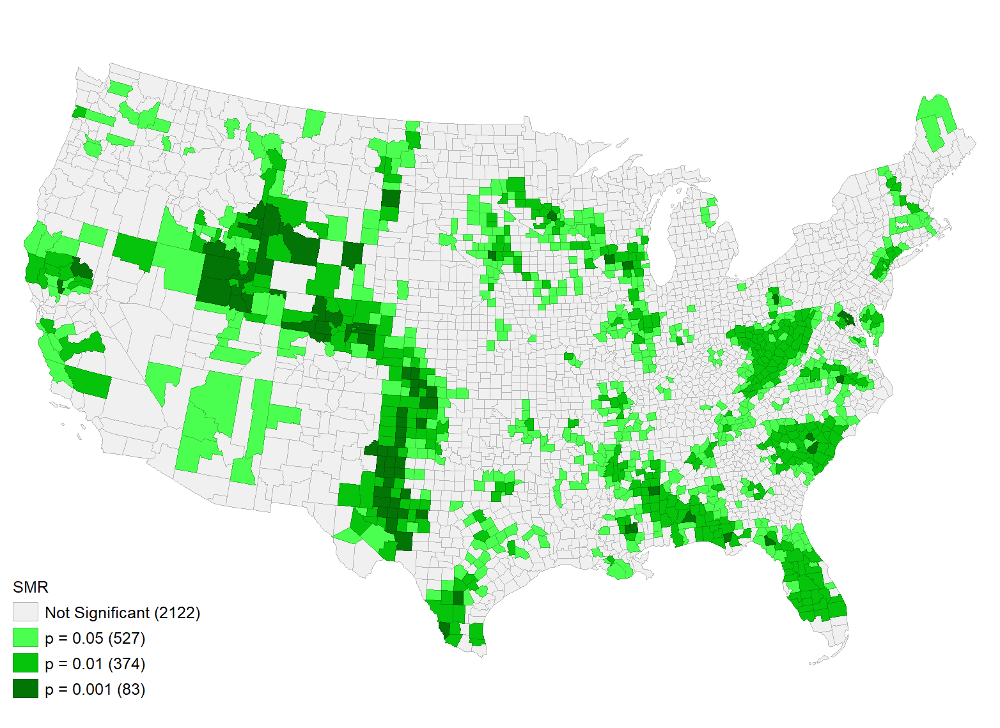 SMR
Not Significant (2122)
p = 0.05 (527)
p = 0.01 (374)
p = 0.001 (83)